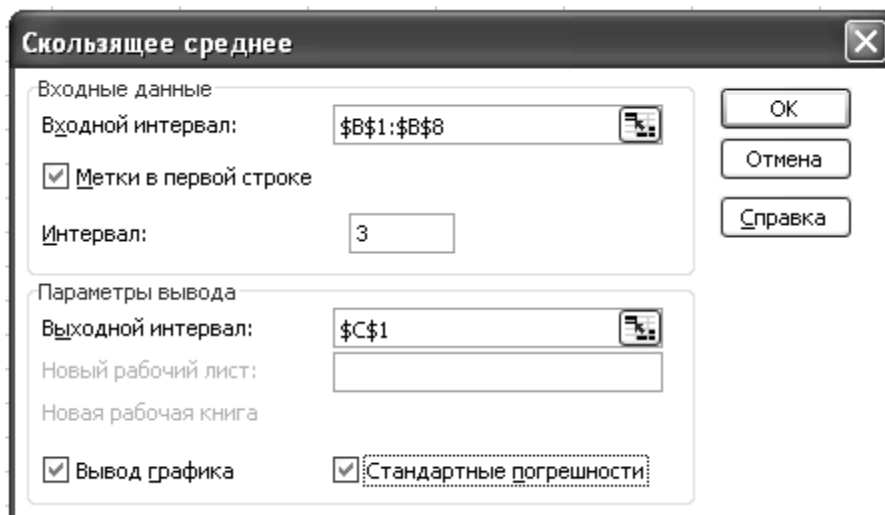 Скользящее среднее
Входные данные
Входной интервал: $B$1:$B$8
Метки в первой строке
Интервал: 3
OK
Отмена
Справка
Параметры вывода
Выходной интервал: $C$1
Новый рабочий лист:
Новая рабочая книга
Вывод графика Стандартные погрешности